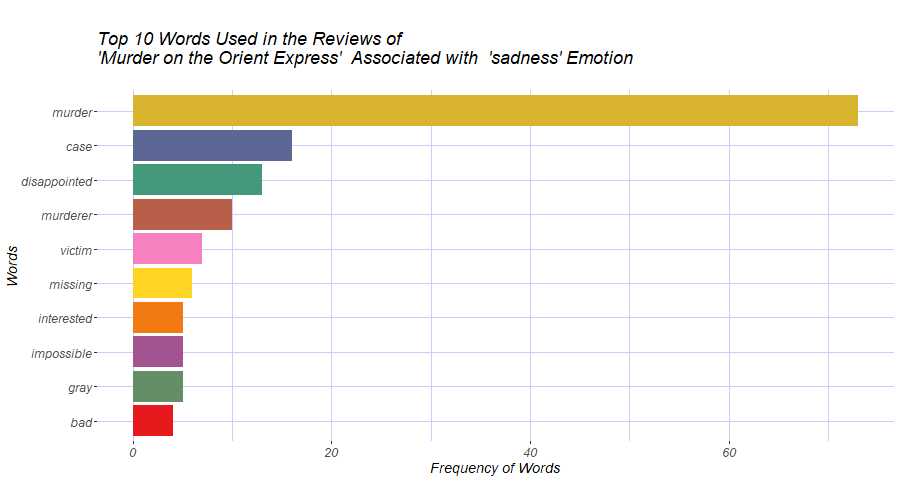 Top 10 Words Used in the Reviews of
'Murder on the Orient Express'  Associated with  'sadness' Emotion
murder
case
disappointed
murderer
victim
missing
interested
impossible
gray
bad
Words
0 20 40 60
Frequency of Words